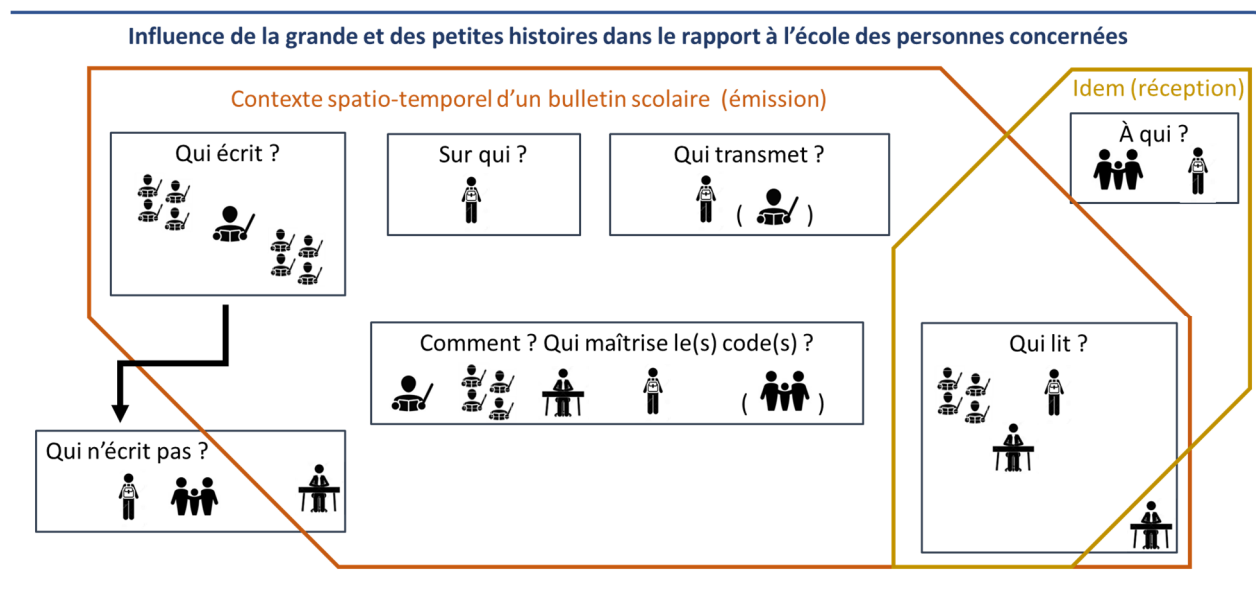 Influence de la grande et des petites histoires dans le rapport à l’école des personnes concernées
Contexte spatio-temporel d’un bulletin scolaire (émission)
Idem (réception)
Qui écrit ?
Sur qui ?
Qui transmet ?
( )
À qui ?
Comment ? Qui maîtrise le(s) code(s) ?
( )
Qui lit ?
Qui n’écrit pas ?